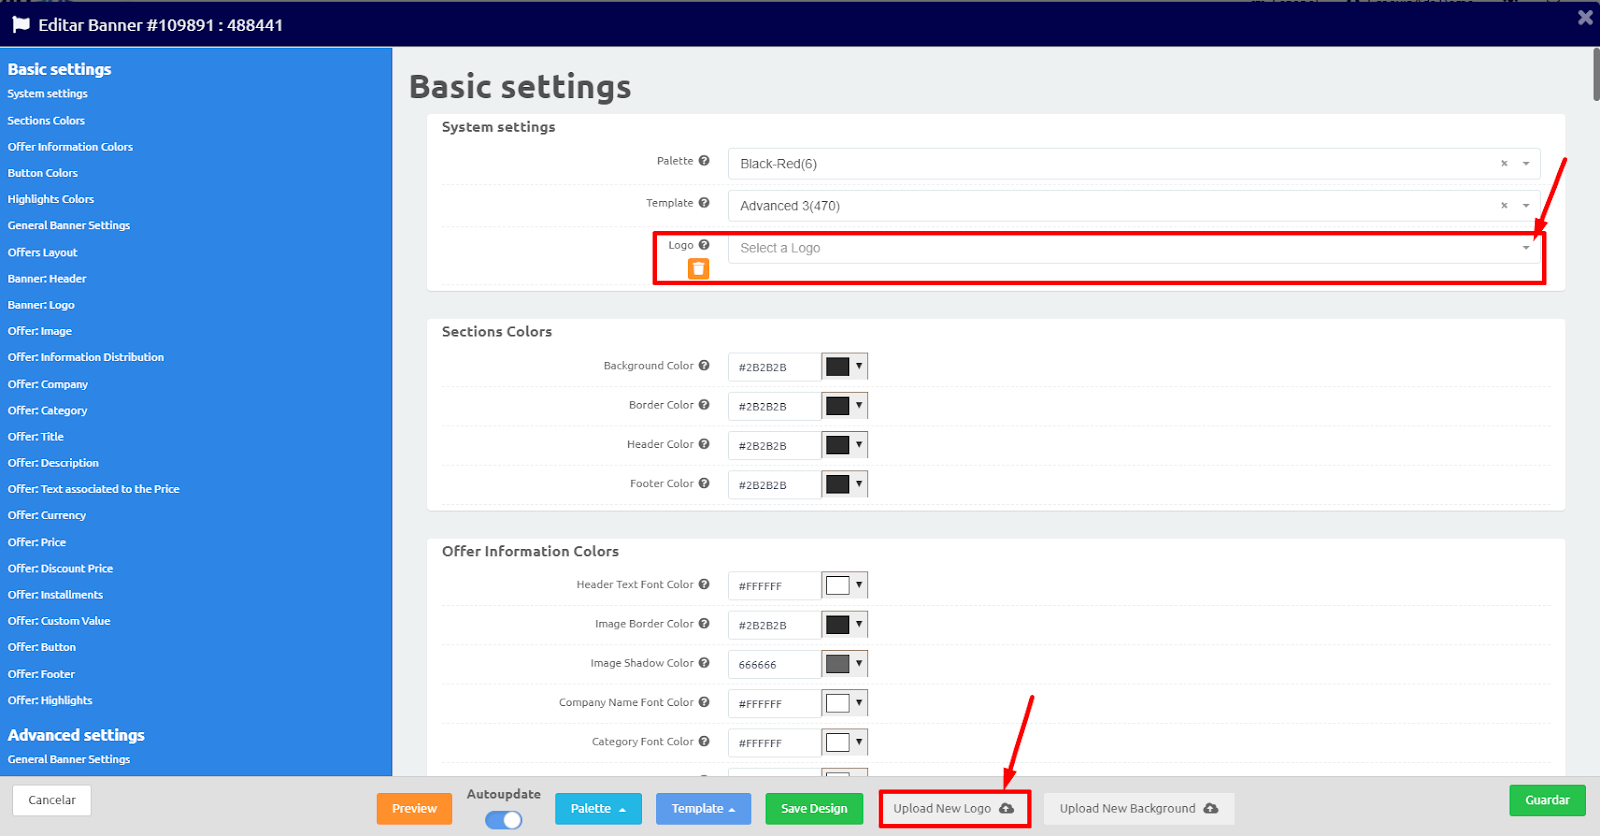 Editar Banner #109891 : 488441
Basic settings
System settings
Sections Colors
Offer Information Colors
Button Colors
Highlights Colors
General Banner Settings
Offers Layout
Banner: Header
Banner: Logo
Offer: Image
Offer: Information Distribution
Offer: Company
Offer: Category
Offer: Title
Offer: Description
Offer: Text associated to the Price
Offer: Currency
Offer: Price
Offer: Discount Price
Offer: Installments
Offer: Custom Value
Offer: Button
Offer: Footer
Offer: Highlights
Advanced settings
General Banner Settings
Basic settings
System settings
Palette Black-Red(6)
Template Advanced 3(470)
Logo Select a Logo
Sections Colors
Background Color #2B2B2B
Border Color #2B2B2B
Header Color #2B2B2B
Footer Color #2B2B2B
Offer Information Colors
Header Text Font Color #FFFFFF
Image Border Color #2B2B2B
Image Shadow Color 666666
Company Name Font Color #FFFFFF
Category Font Color #FFFFFF
Cancelar
Preview
Autoupdate
Palette
Template
Save Design
Upload New Logo
Upload New Background
Guardar